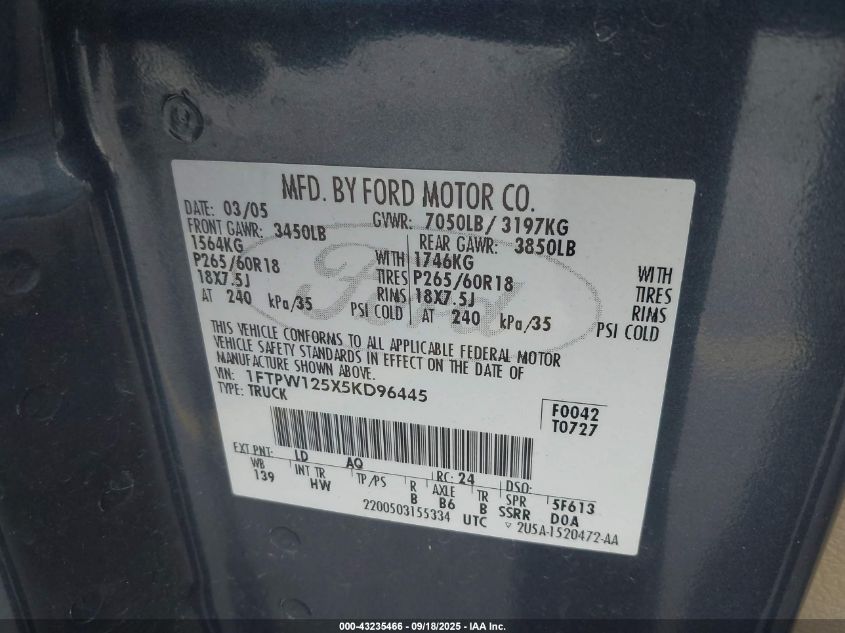 MFD. BY FORD MOTOR CO.
DATE: 03/05 GVWR: 7050LB/ 3197KG
FRONT GAWR: 3450LB REAR GAWR: 3850LB
1564KG WITH 1746KG WITH
P265/60R18 TIRES P265/60R18 TIRES
18X7.5J RIMS 18X7.5J RIMS
AT 240 kPa/35 PSI COLD AT 240 kPa/35 PSI COLD
THIS VEHICLE CONFORMS TO ALL APPLICABLE FEDERAL MOTOR
VEHICLE SAFETY STANDARDS IN EFFECT ON THE DATE OF
MANUFACTURE SHOWN ABOVE.
VIN: 1FTPW125X5KD96445
TYPE: TRUCK
F0042
T0727
EXT PNT: LD AQ RC: 24 DSO:
WB INT TR TP/PS R AXLE TR SPR 5F613
139 HW B B6 B SSRR D0A
2200503155334 UTC ▽ 2U5A-1520472-AA
Ford
000-43235466 - 09/18/2025 - IAA Inc.